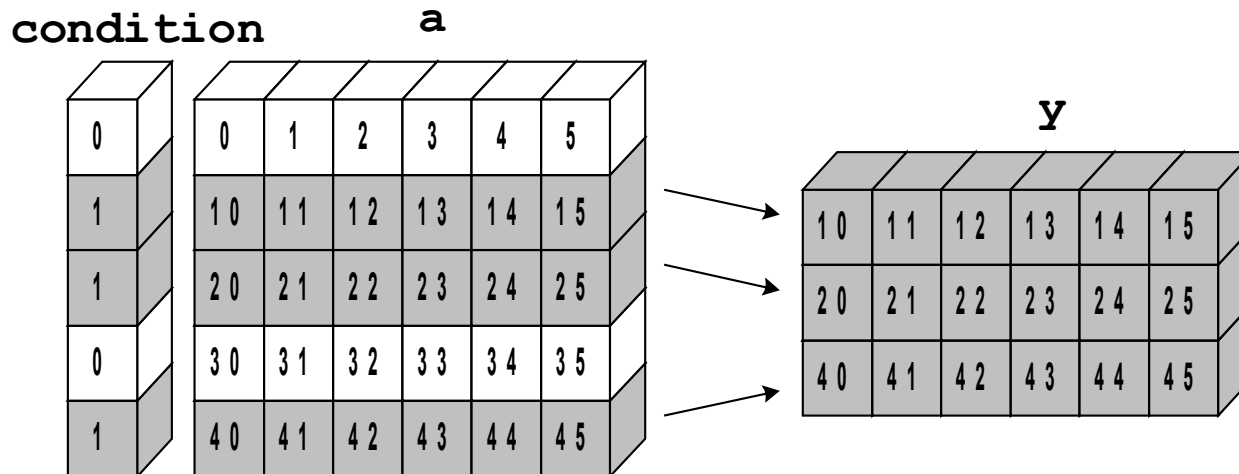 condition a
y
0 0 1 2 3 4 5
1 10 11 12 13 14 15
1 20 21 22 23 24 25
0 30 31 32 33 34 35
1 40 41 42 43 44 45
10 11 12 13 14 15
20 21 22 23 24 25
40 41 42 43 44 45